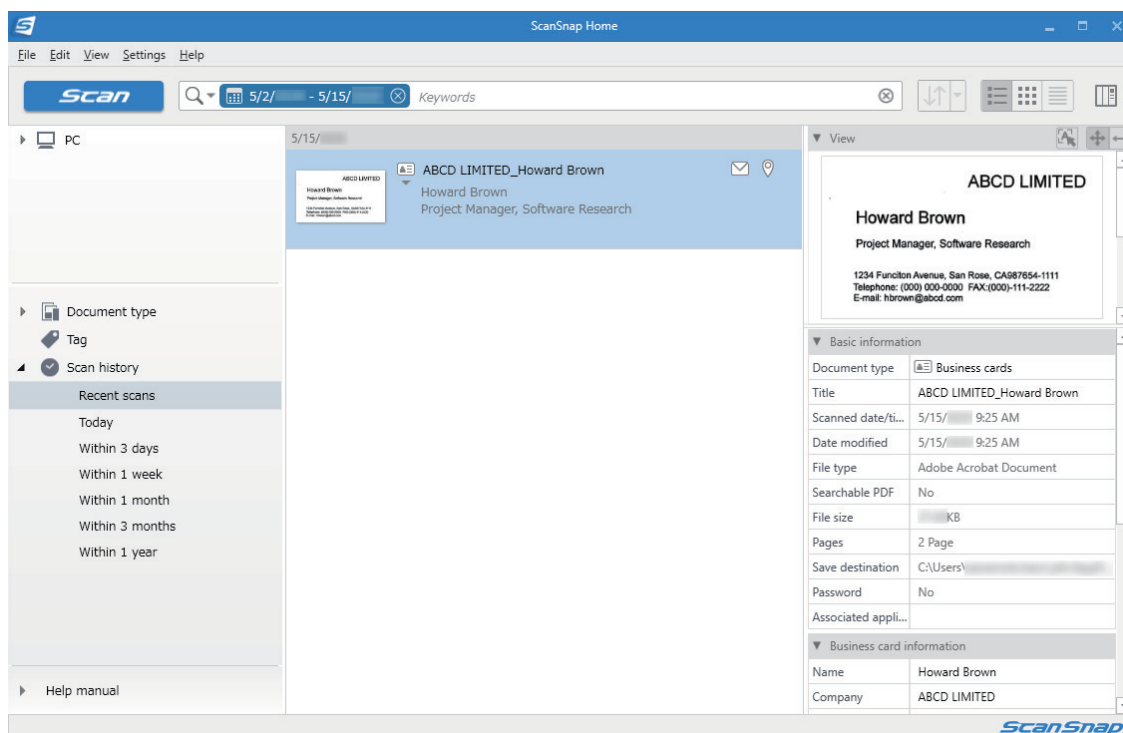 ScanSnap Home
File Edit View Settings Help
Scan
5/2/ - 5/15/ Keywords
PC
Document type
Tag
Scan history
Recent scans
Today
Within 3 days
Within 1 week
Within 1 month
Within 3 months
Within 1 year
Help manual
5/15/
ABCD LIMITED
Howard Brown
Project Manager, Software Research
ABCD LIMITED_Howard Brown
Howard Brown
Project Manager, Software Research
View
ABCD LIMITED
Howard Brown
Project Manager, Software Research
1234 Funciton Avenue, San Rose, CA987654-1111
Telephone: (000) 000-0000 FAX:(000)-111-2222
E-mail: hbrown@abcd.com
Basic information
Document type Business cards
Title ABCD LIMITED_Howard Brown
Scanned date/ti... 5/15/ 9:25 AM
Date modified 5/15/ 9:25 AM
File type Adobe Acrobat Document
Searchable PDF No
File size KB
Pages 2 Page
Save destination C:\Users\
Password No
Associated appli...
Business card information
Name Howard Brown
Company ABCD LIMITED
ScanSnap